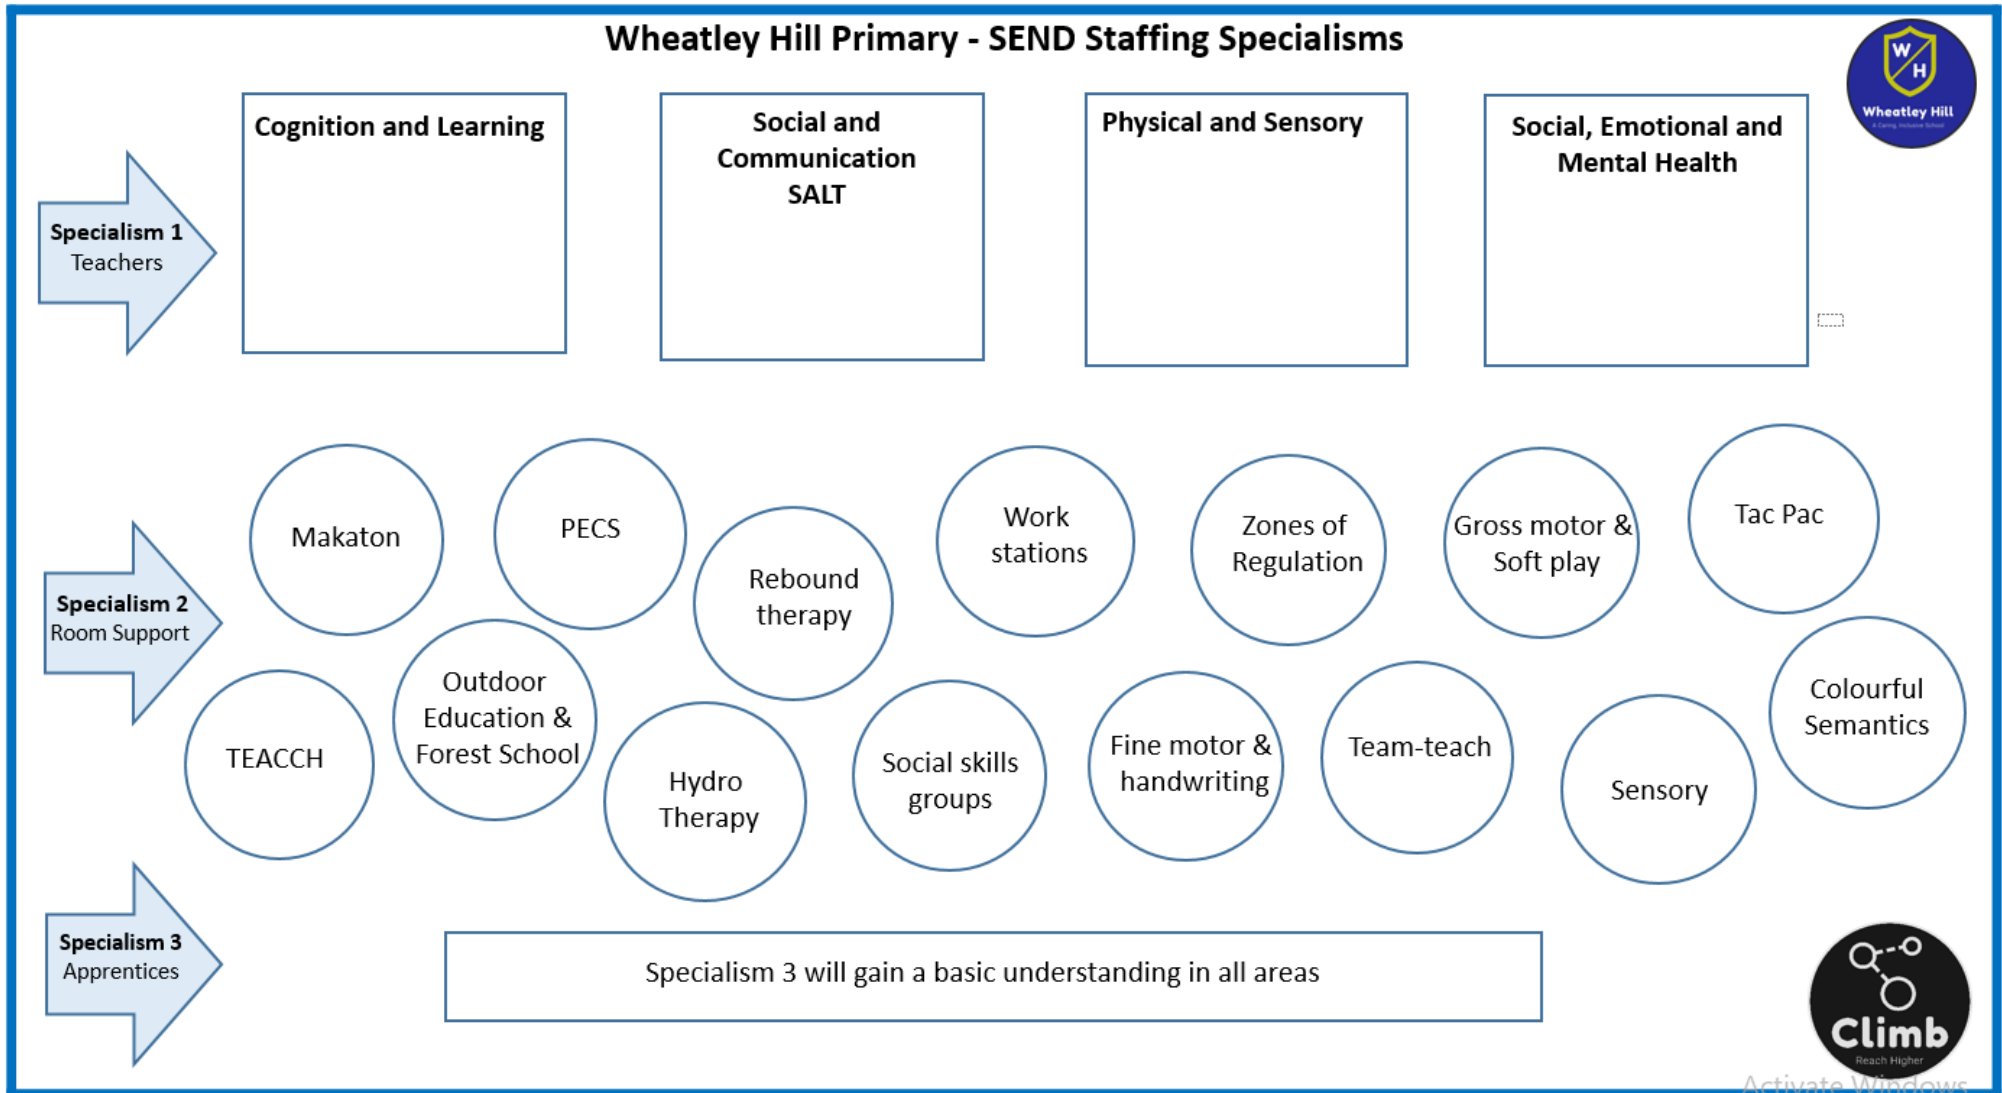 Wheatley Hill Primary - SEND Staffing Specialisms
W
H
Wheatley Hill
A Caring, Inclusive School
Specialism 1
Teachers
Cognition and Learning
Social and
Communication
SALT
Physical and Sensory
Social, Emotional and
Mental Health
Specialism 2
Room Support
Makaton
PECS
Rebound
therapy
Work
stations
Zones of
Regulation
Gross motor &
Soft play
Tac Pac
TEACCH
Outdoor
Education &
Forest School
Hydro
Therapy
Social skills
groups
Fine motor &
handwriting
Team-teach
Sensory
Colourful
Semantics
Specialism 3
Apprentices
Specialism 3 will gain a basic understanding in all areas
Climb
Reach Higher
Activate Windows